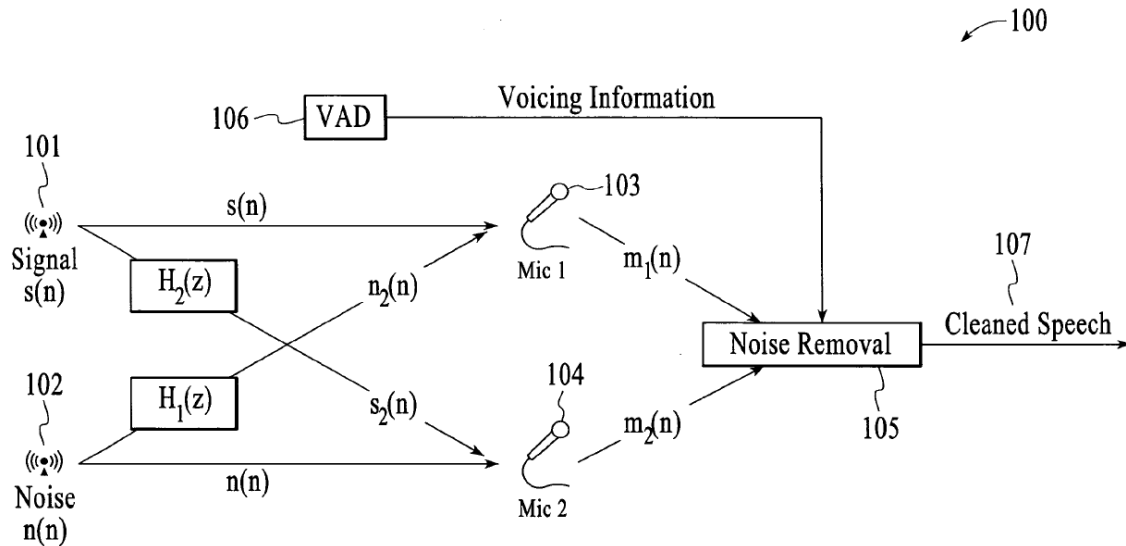 100
VAD
106
Voicing Information
101
Signal
s(n)
s(n)
H₂(z)
n₂(n)
103
Mic 1
m₁(n)
107
Cleaned Speech
Noise Removal
105
102
Noise
n(n)
H₁(z)
s₂(n)
n(n)
104
Mic 2
m₂(n)